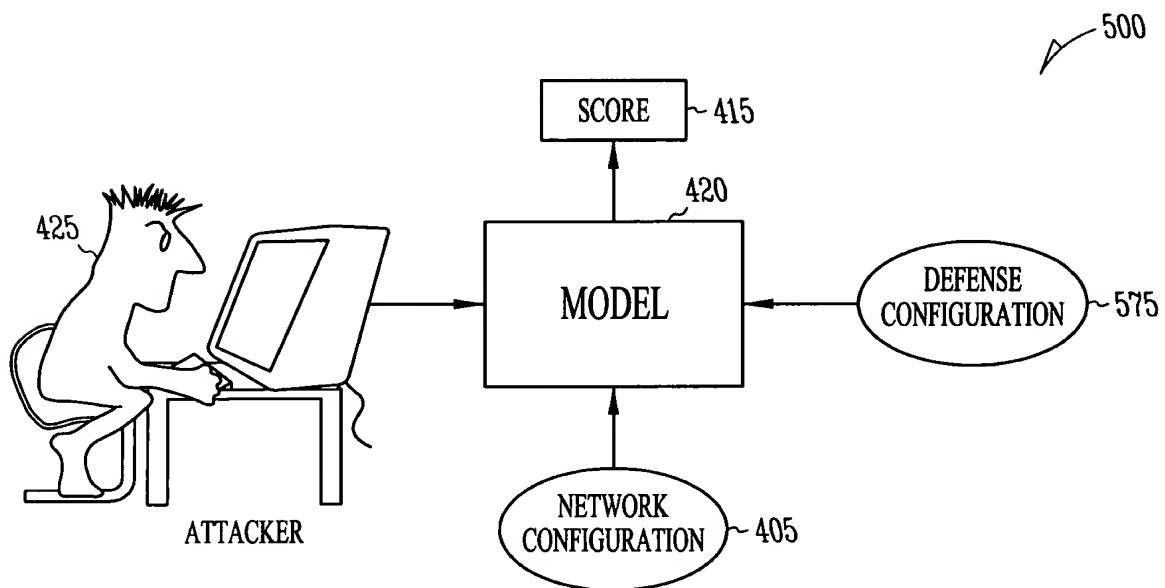 500
SCORE 415
420
425
MODEL
DEFENSE
CONFIGURATION 575
ATTACKER
NETWORK
CONFIGURATION 405